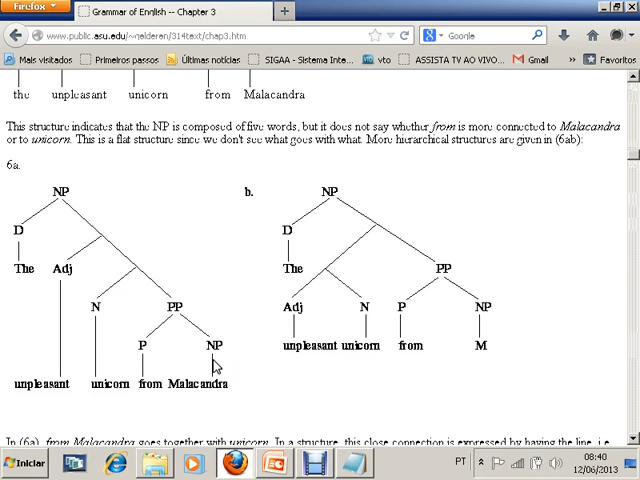 Firefox
Grammar of English -- Chapter 3
www.public.asu.edu/~gelderen/314text/chap3.htm
Google
Mais visitados
Primeiros passos
Últimas notícias
SIGAA - Sistema Inte...
vto
ASSISTA TV AO VIVO...
Gmail
Favoritos
the unpleasant unicorn from Malacandra
This structure indicates that the NP is composed of five words, but it does not say whether from is more connected to Malacandra
or to unicorn. This is a flat structure since we don't see what goes with what. More hierarchical structures are given in (6ab):
6a.
NP b. NP
D D
The Adj The PP
N PP Adj N P NP
P NP unpleasant unicorn from M
unpleasant unicorn from Malacandra
In (6a), from Malacandra goes together with unicorn. In a structure, this close connection is expressed by having the line, i.e.
Iniciar
PT
08:40
12/06/2013